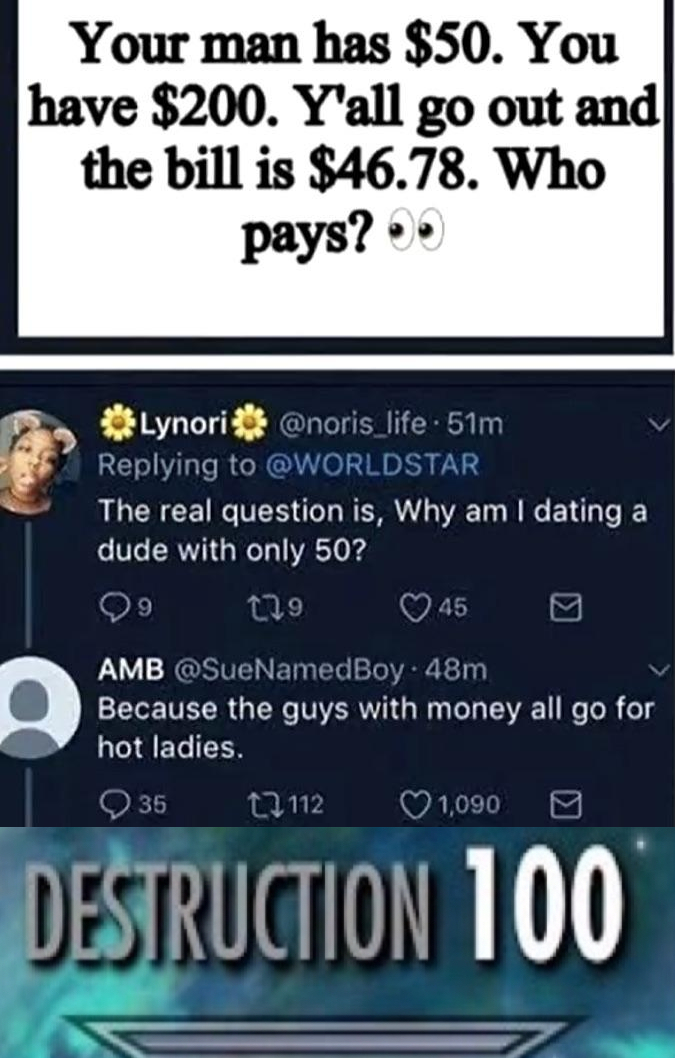 Your man has $50. You
have $200. Y'all go out and
the bill is $46.78. Who
pays? 👀
🌼Lynori🌼 @noris_life · 51m
Replying to @WORLDSTAR
The real question is, Why am I dating a
dude with only 50?
9 9 45
AMB @SueNamedBoy · 48m
Because the guys with money all go for
hot ladies.
35 112 1,090
DESTRUCTION 100